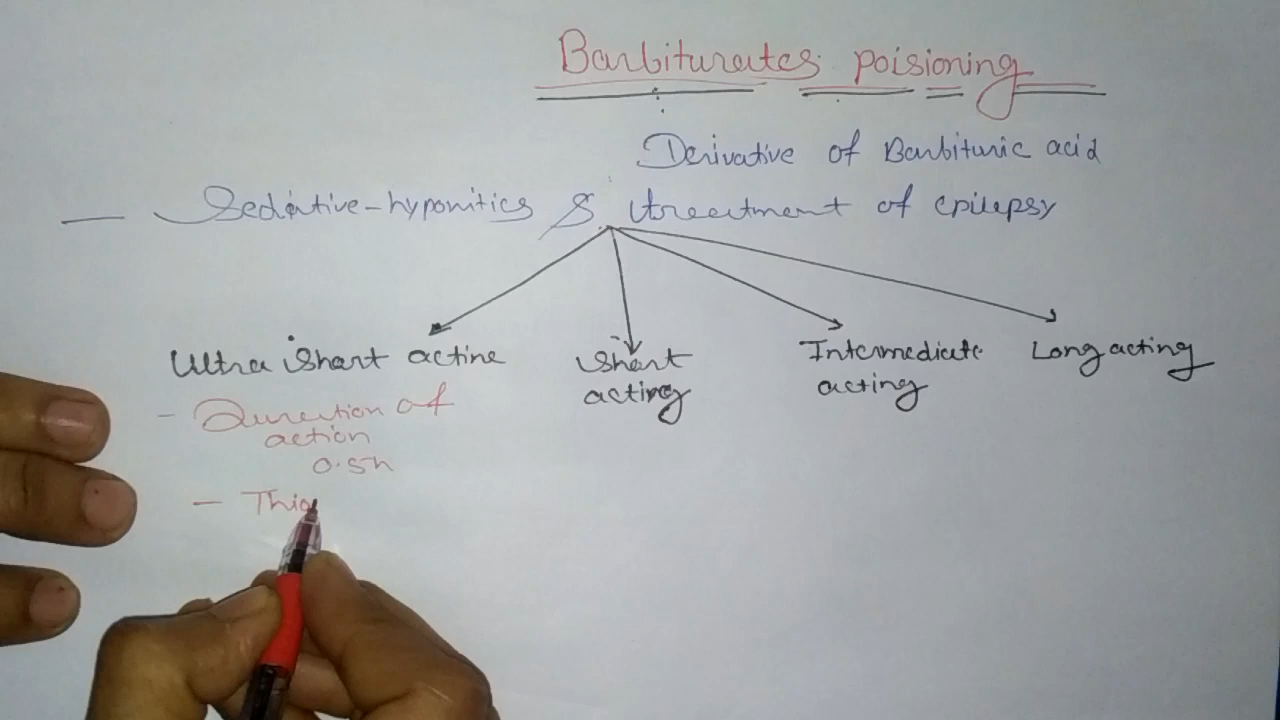 Barbiturates poisioning
Derivative of Barbituric acid
— Sedative-hyponitics & treatment of epilepsy
Ultra short actine
short acting
Intermediate acting
Long acting
- Duration of
action
0.5h
- Thio